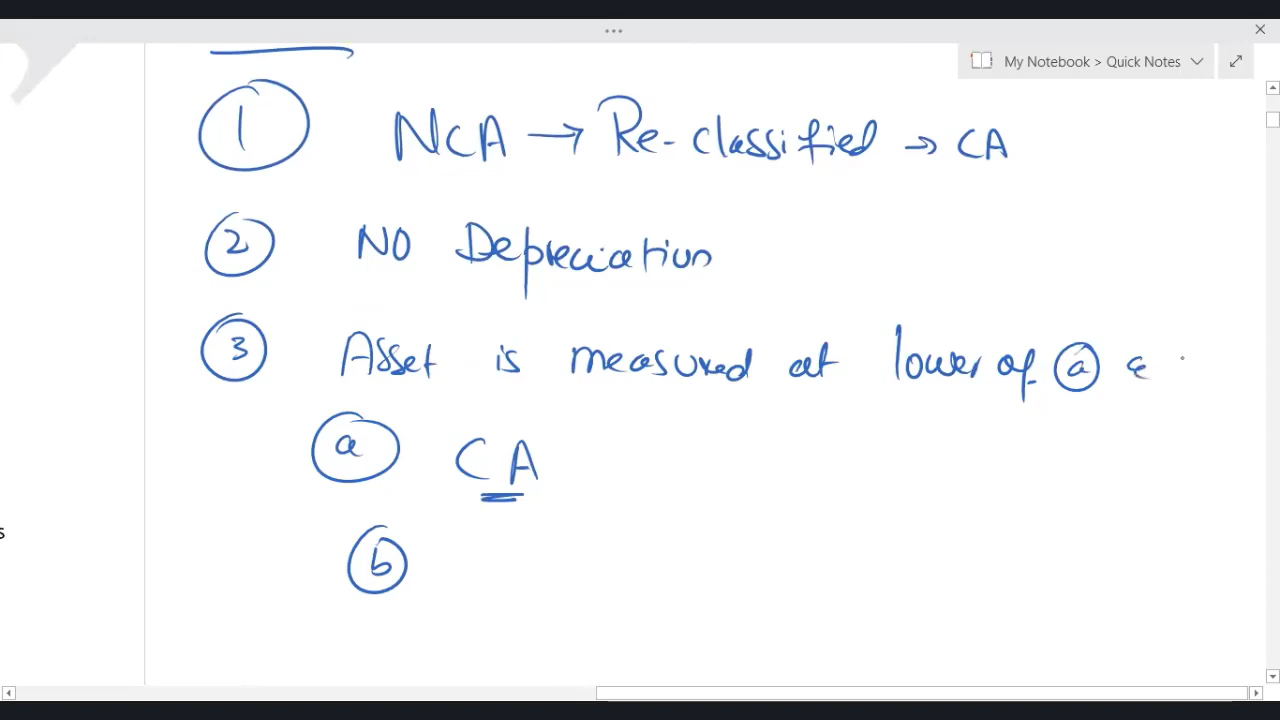 My Notebook > Quick Notes
1 NCA → Re-classified → CA
2 NO Depreciation
3 Asset is measured at lower of a &
a CA
b
s